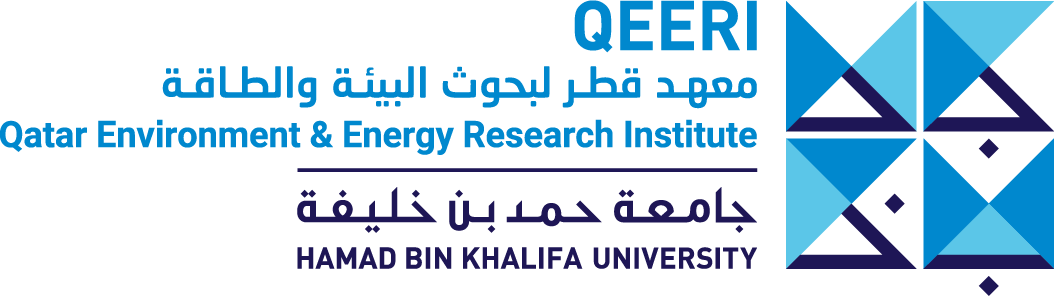 QEERI
معهد قطر لبحوث البيئة والطاقة
Qatar Environment & Energy Research Institute
جامعة حمد بن خليفة
HAMAD BIN KHALIFA UNIVERSITY